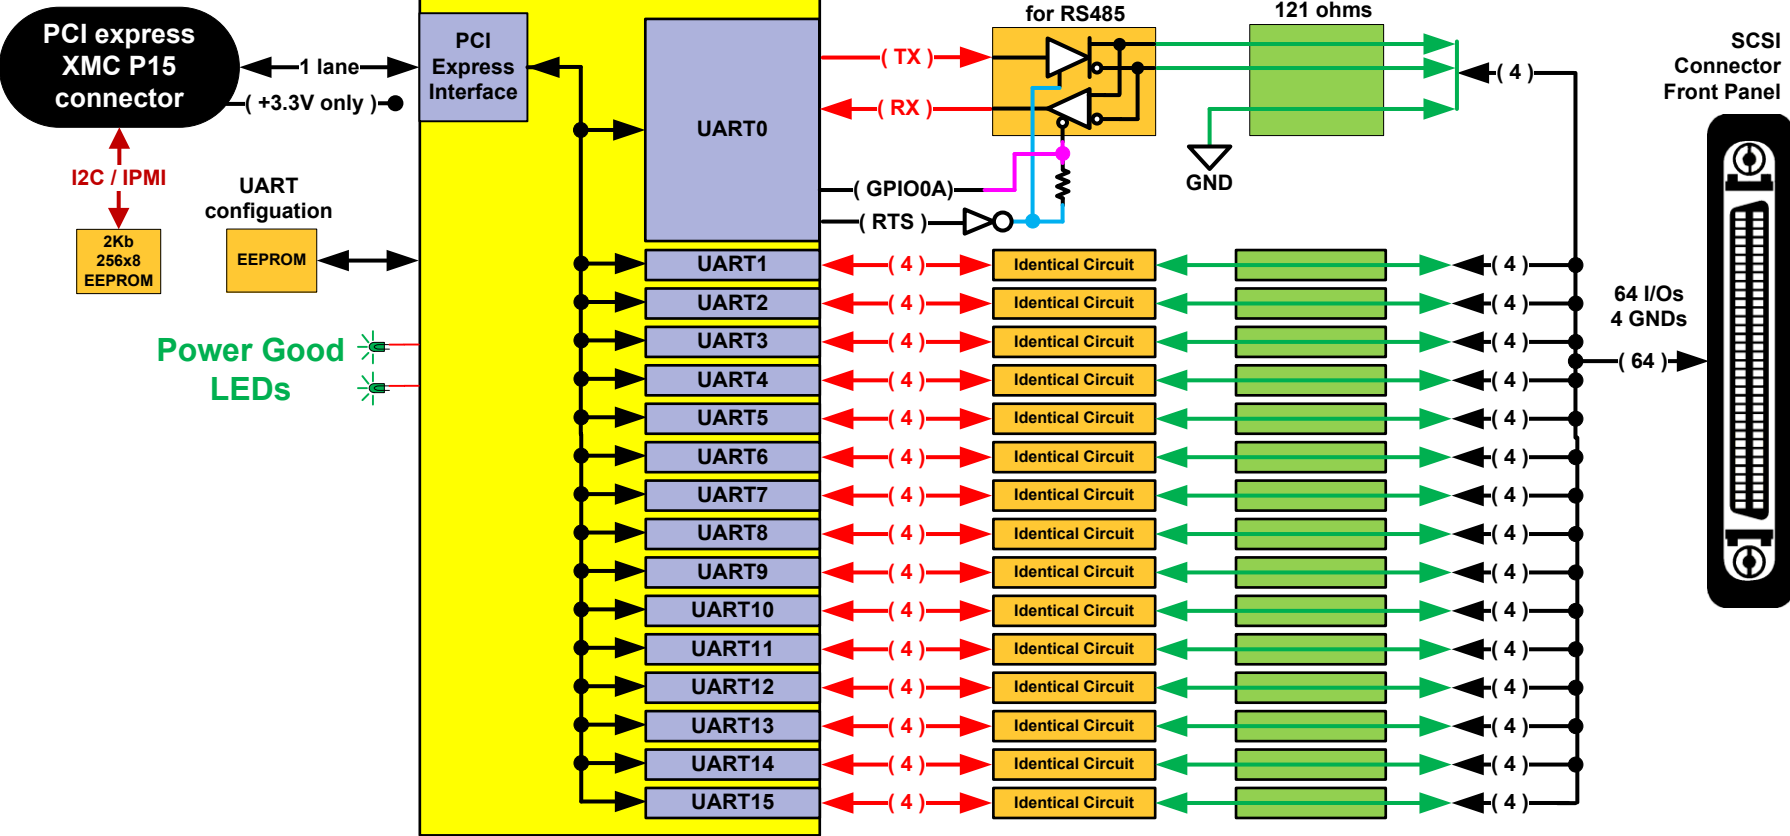 PCI express
XMC P15
connector
1 lane
( +3.3V only )
I2C / IPMI
2Kb
256x8
EEPROM
UART
configuation
EEPROM
Power Good
LEDs
PCI
Express
Interface
UART0
( TX )
( RX )
( GPIO0A)
( RTS )
for RS485
121 ohms
GND
( 4 )
SCSI
Connector
Front Panel
64 I/Os
4 GNDs
( 64 )
UART1 ( 4 ) Identical Circuit ( 4 )
UART2 ( 4 ) Identical Circuit ( 4 )
UART3 ( 4 ) Identical Circuit ( 4 )
UART4 ( 4 ) Identical Circuit ( 4 )
UART5 ( 4 ) Identical Circuit ( 4 )
UART6 ( 4 ) Identical Circuit ( 4 )
UART7 ( 4 ) Identical Circuit ( 4 )
UART8 ( 4 ) Identical Circuit ( 4 )
UART9 ( 4 ) Identical Circuit ( 4 )
UART10 ( 4 ) Identical Circuit ( 4 )
UART11 ( 4 ) Identical Circuit ( 4 )
UART12 ( 4 ) Identical Circuit ( 4 )
UART13 ( 4 ) Identical Circuit ( 4 )
UART14 ( 4 ) Identical Circuit ( 4 )
UART15 ( 4 ) Identical Circuit ( 4 )